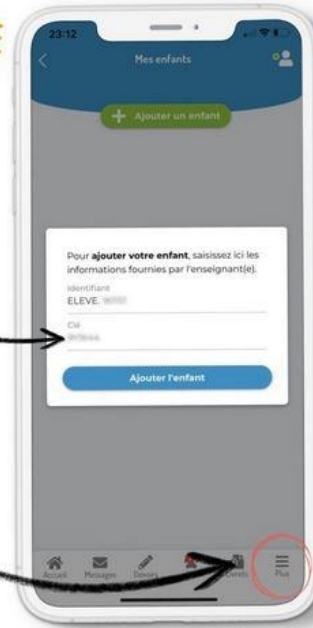 23:12
Mes enfants
+ Ajouter un enfant
Pour ajouter votre enfant, saisissez ici les
informations fournies par l'enseignant(e).
Identifiant
ELEVE.
Clé
Ajouter l'enfant
Accueil Messages Devoirs Livrets Plus